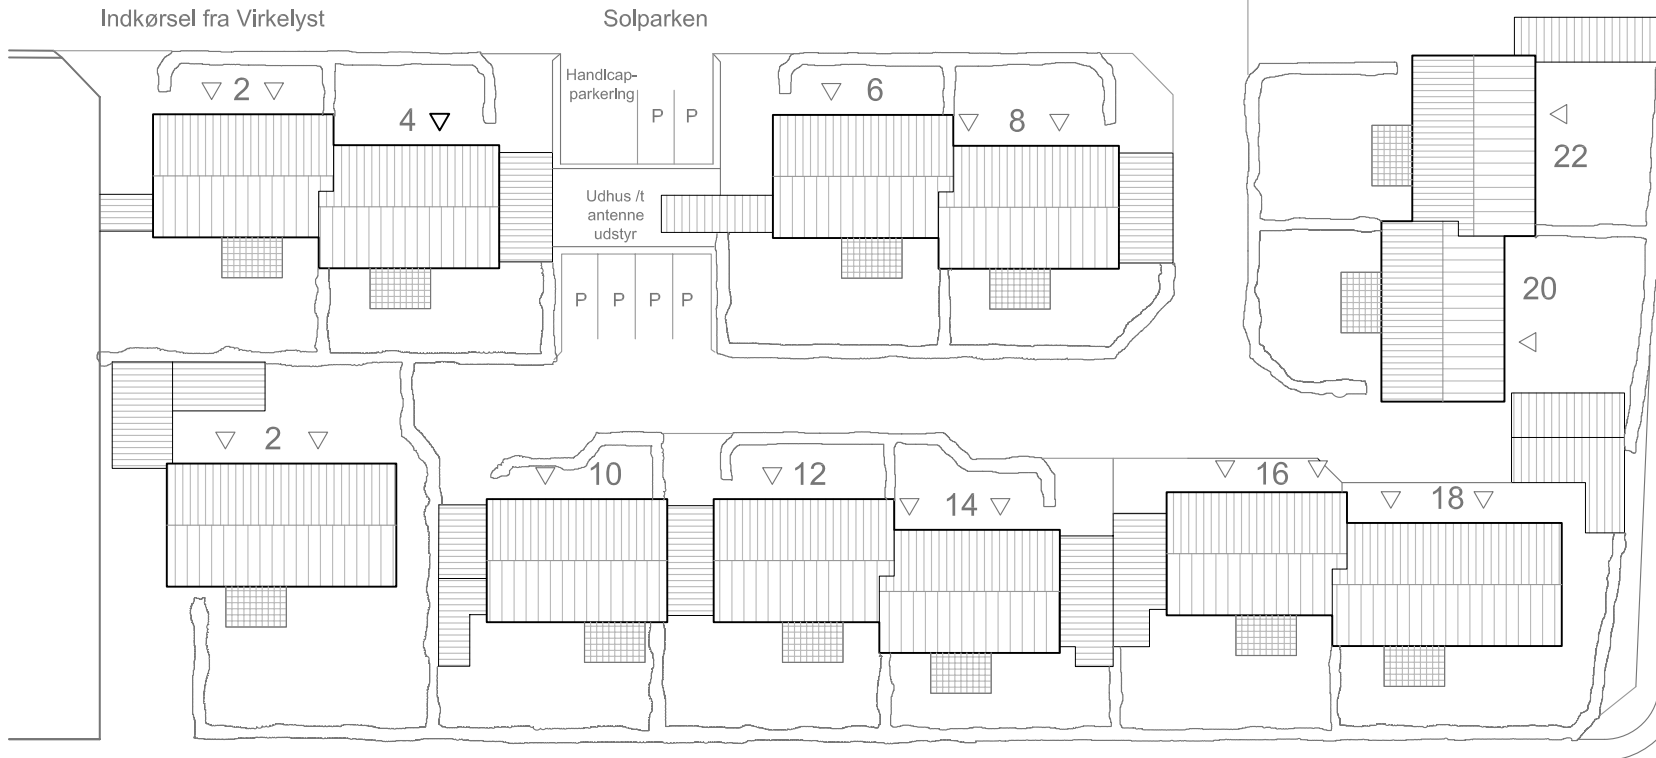 Indkørsel fra Virkelyst
Solparken
2
4
Handicap-
parkering
P P
6
8
22
Udhus /t
antenne
udstyr
P P P P
20
2
10
12
14
16
18